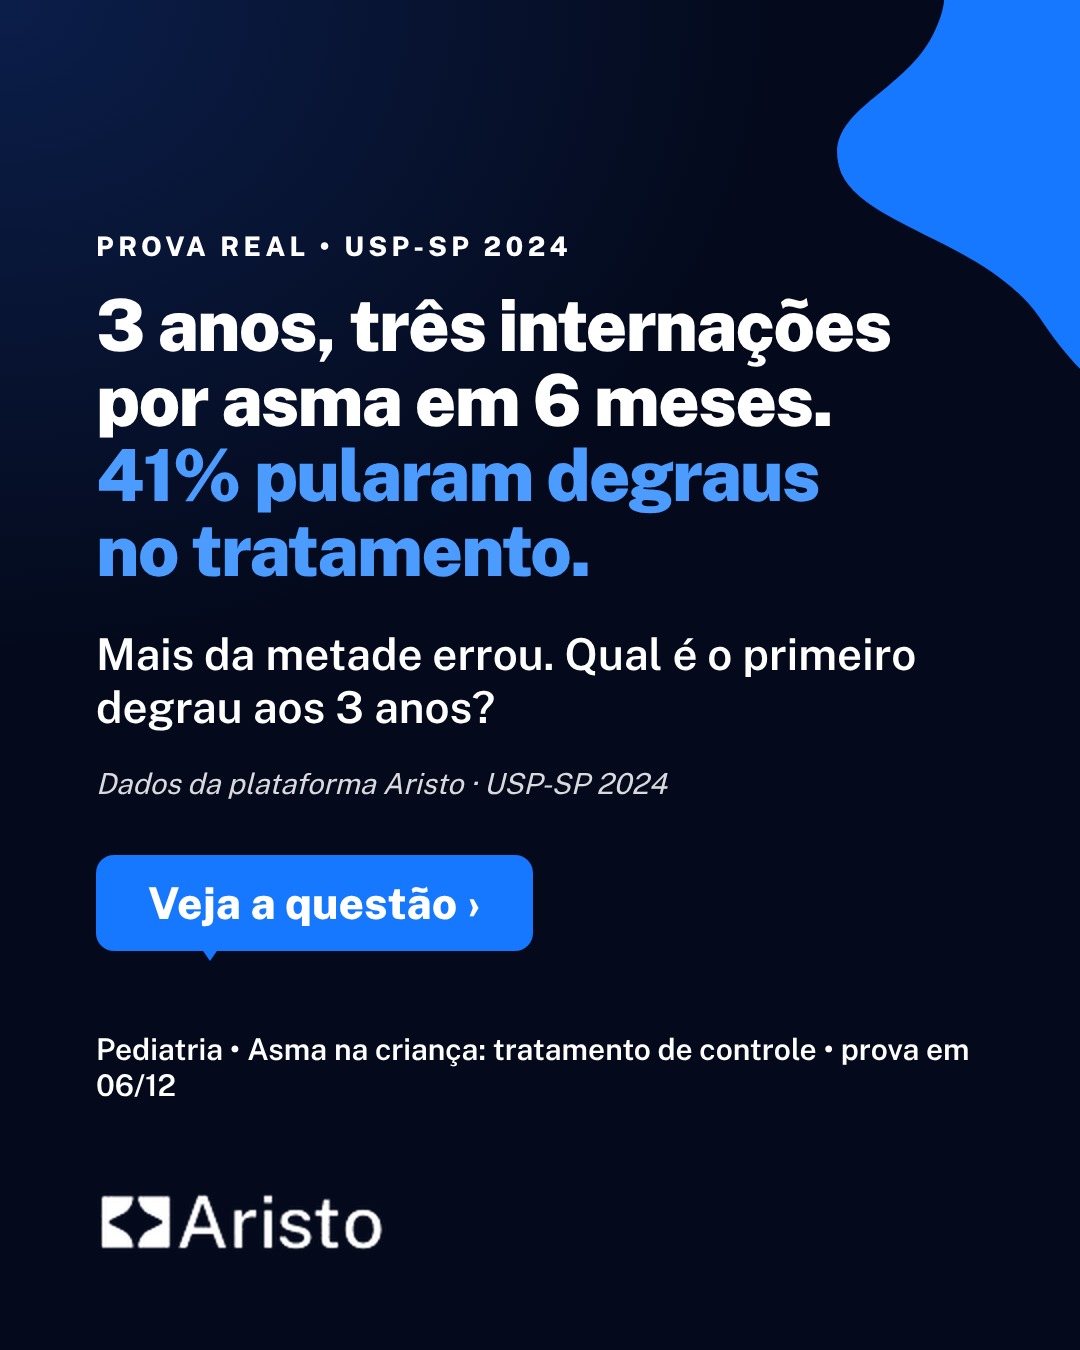 PROVA REAL • USP-SP 2024
3 anos, três internações
por asma em 6 meses.
41% pularam degraus
no tratamento.
Mais da metade errou. Qual é o primeiro
degrau aos 3 anos?
Dados da plataforma Aristo · USP-SP 2024
Veja a questão ›
Pediatria • Asma na criança: tratamento de controle • prova em
06/12
Aristo